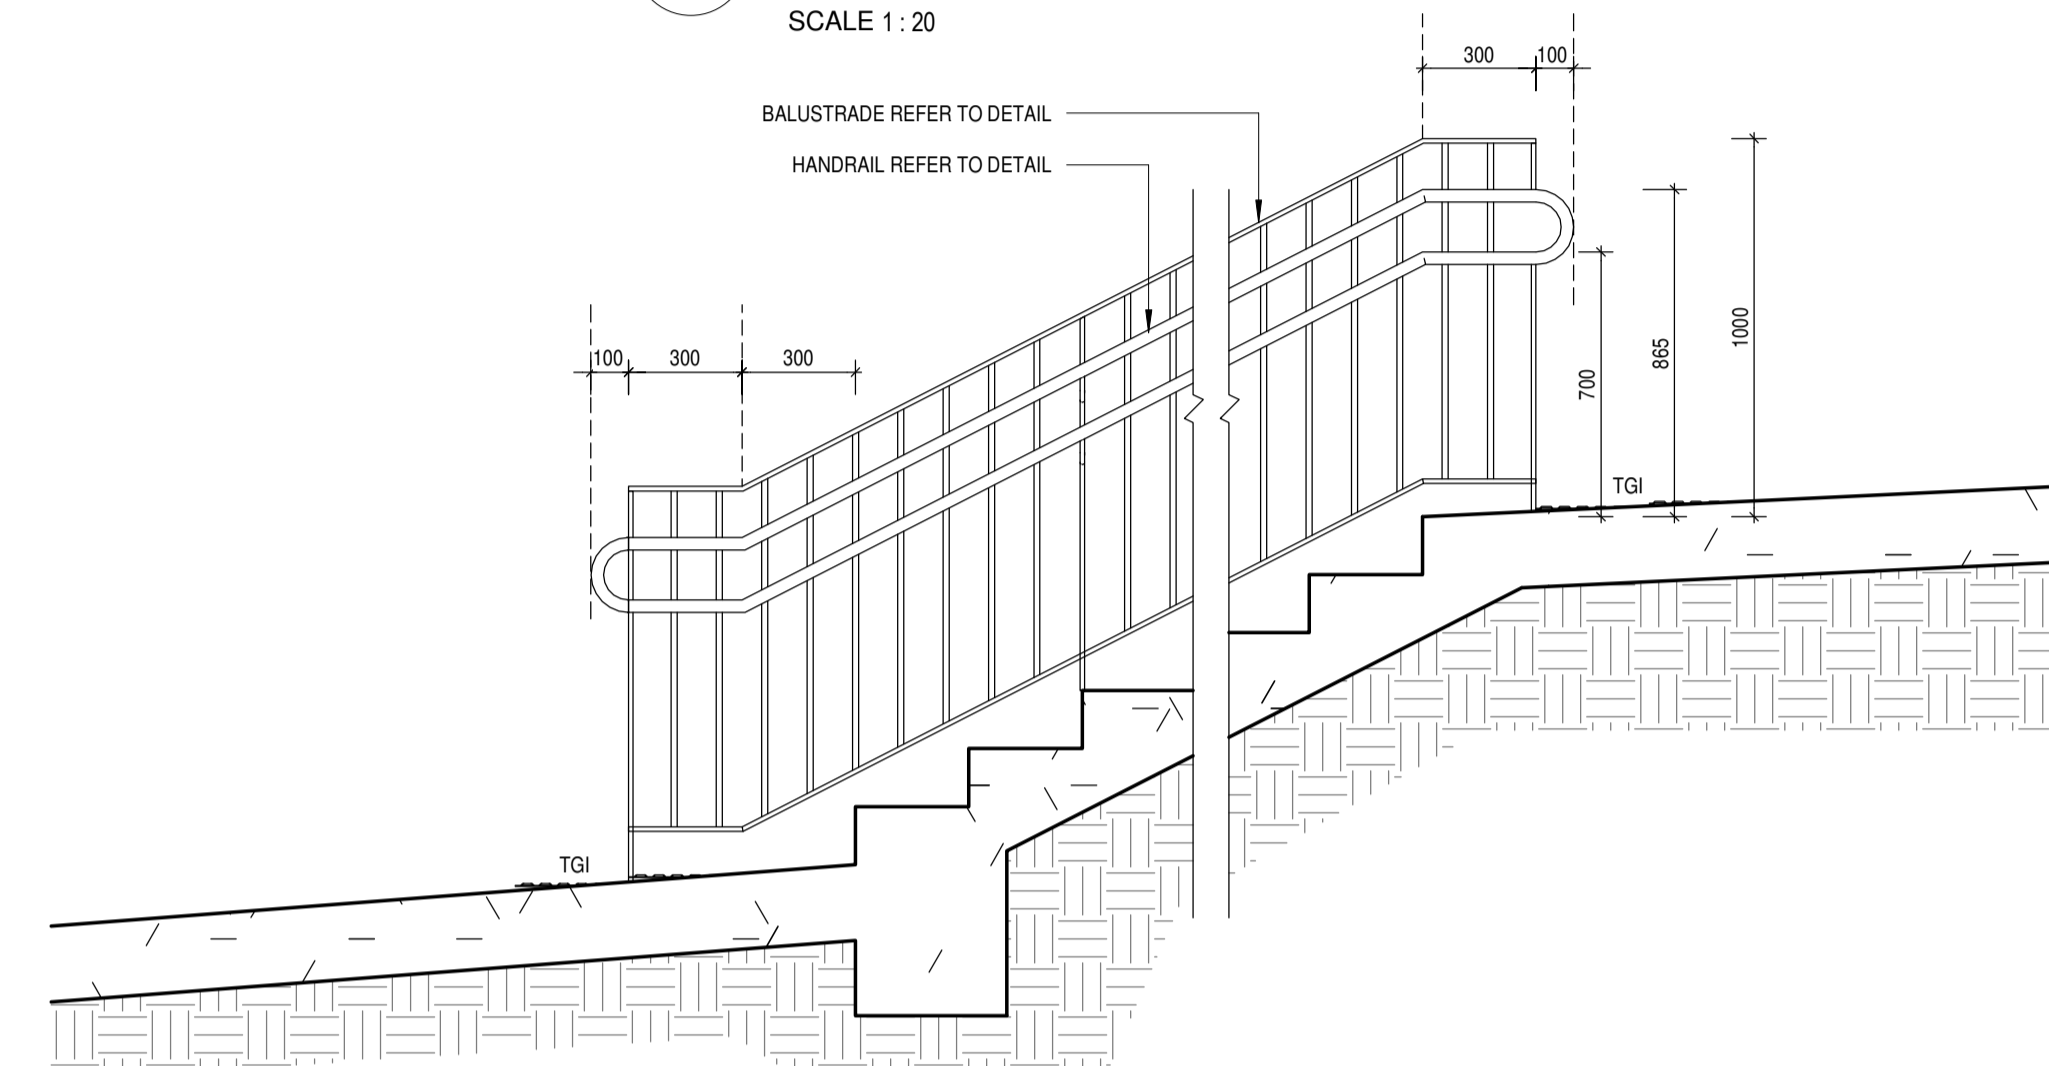 SCALE 1 : 20
300 100
BALUSTRADE REFER TO DETAIL
HANDRAIL REFER TO DETAIL
1000
865
700
100 300 300
TGI
TGI